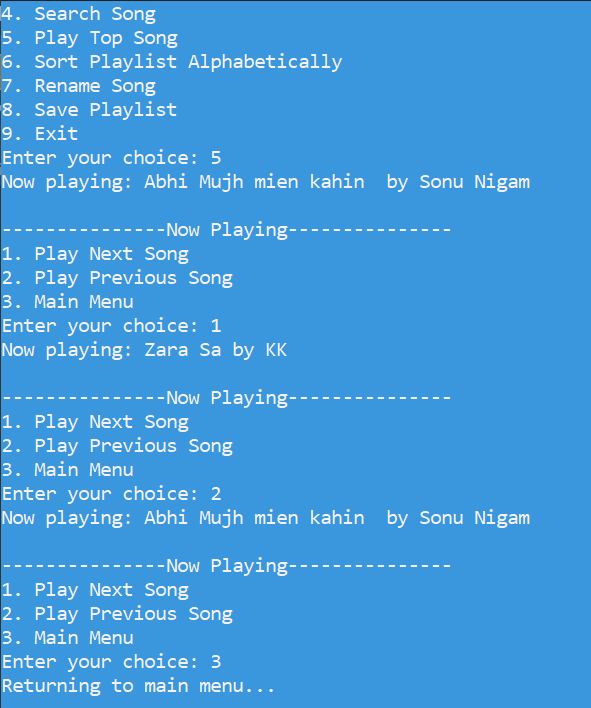 4. Search Song
5. Play Top Song
6. Sort Playlist Alphabetically
7. Rename Song
8. Save Playlist
9. Exit
Enter your choice: 5
Now playing: Abhi Mujh mien kahin  by Sonu Nigam
---------------Now Playing---------------
1. Play Next Song
2. Play Previous Song
3. Main Menu
Enter your choice: 1
Now playing: Zara Sa by KK
---------------Now Playing---------------
1. Play Next Song
2. Play Previous Song
3. Main Menu
Enter your choice: 2
Now playing: Abhi Mujh mien kahin  by Sonu Nigam
---------------Now Playing---------------
1. Play Next Song
2. Play Previous Song
3. Main Menu
Enter your choice: 3
Returning to main menu...